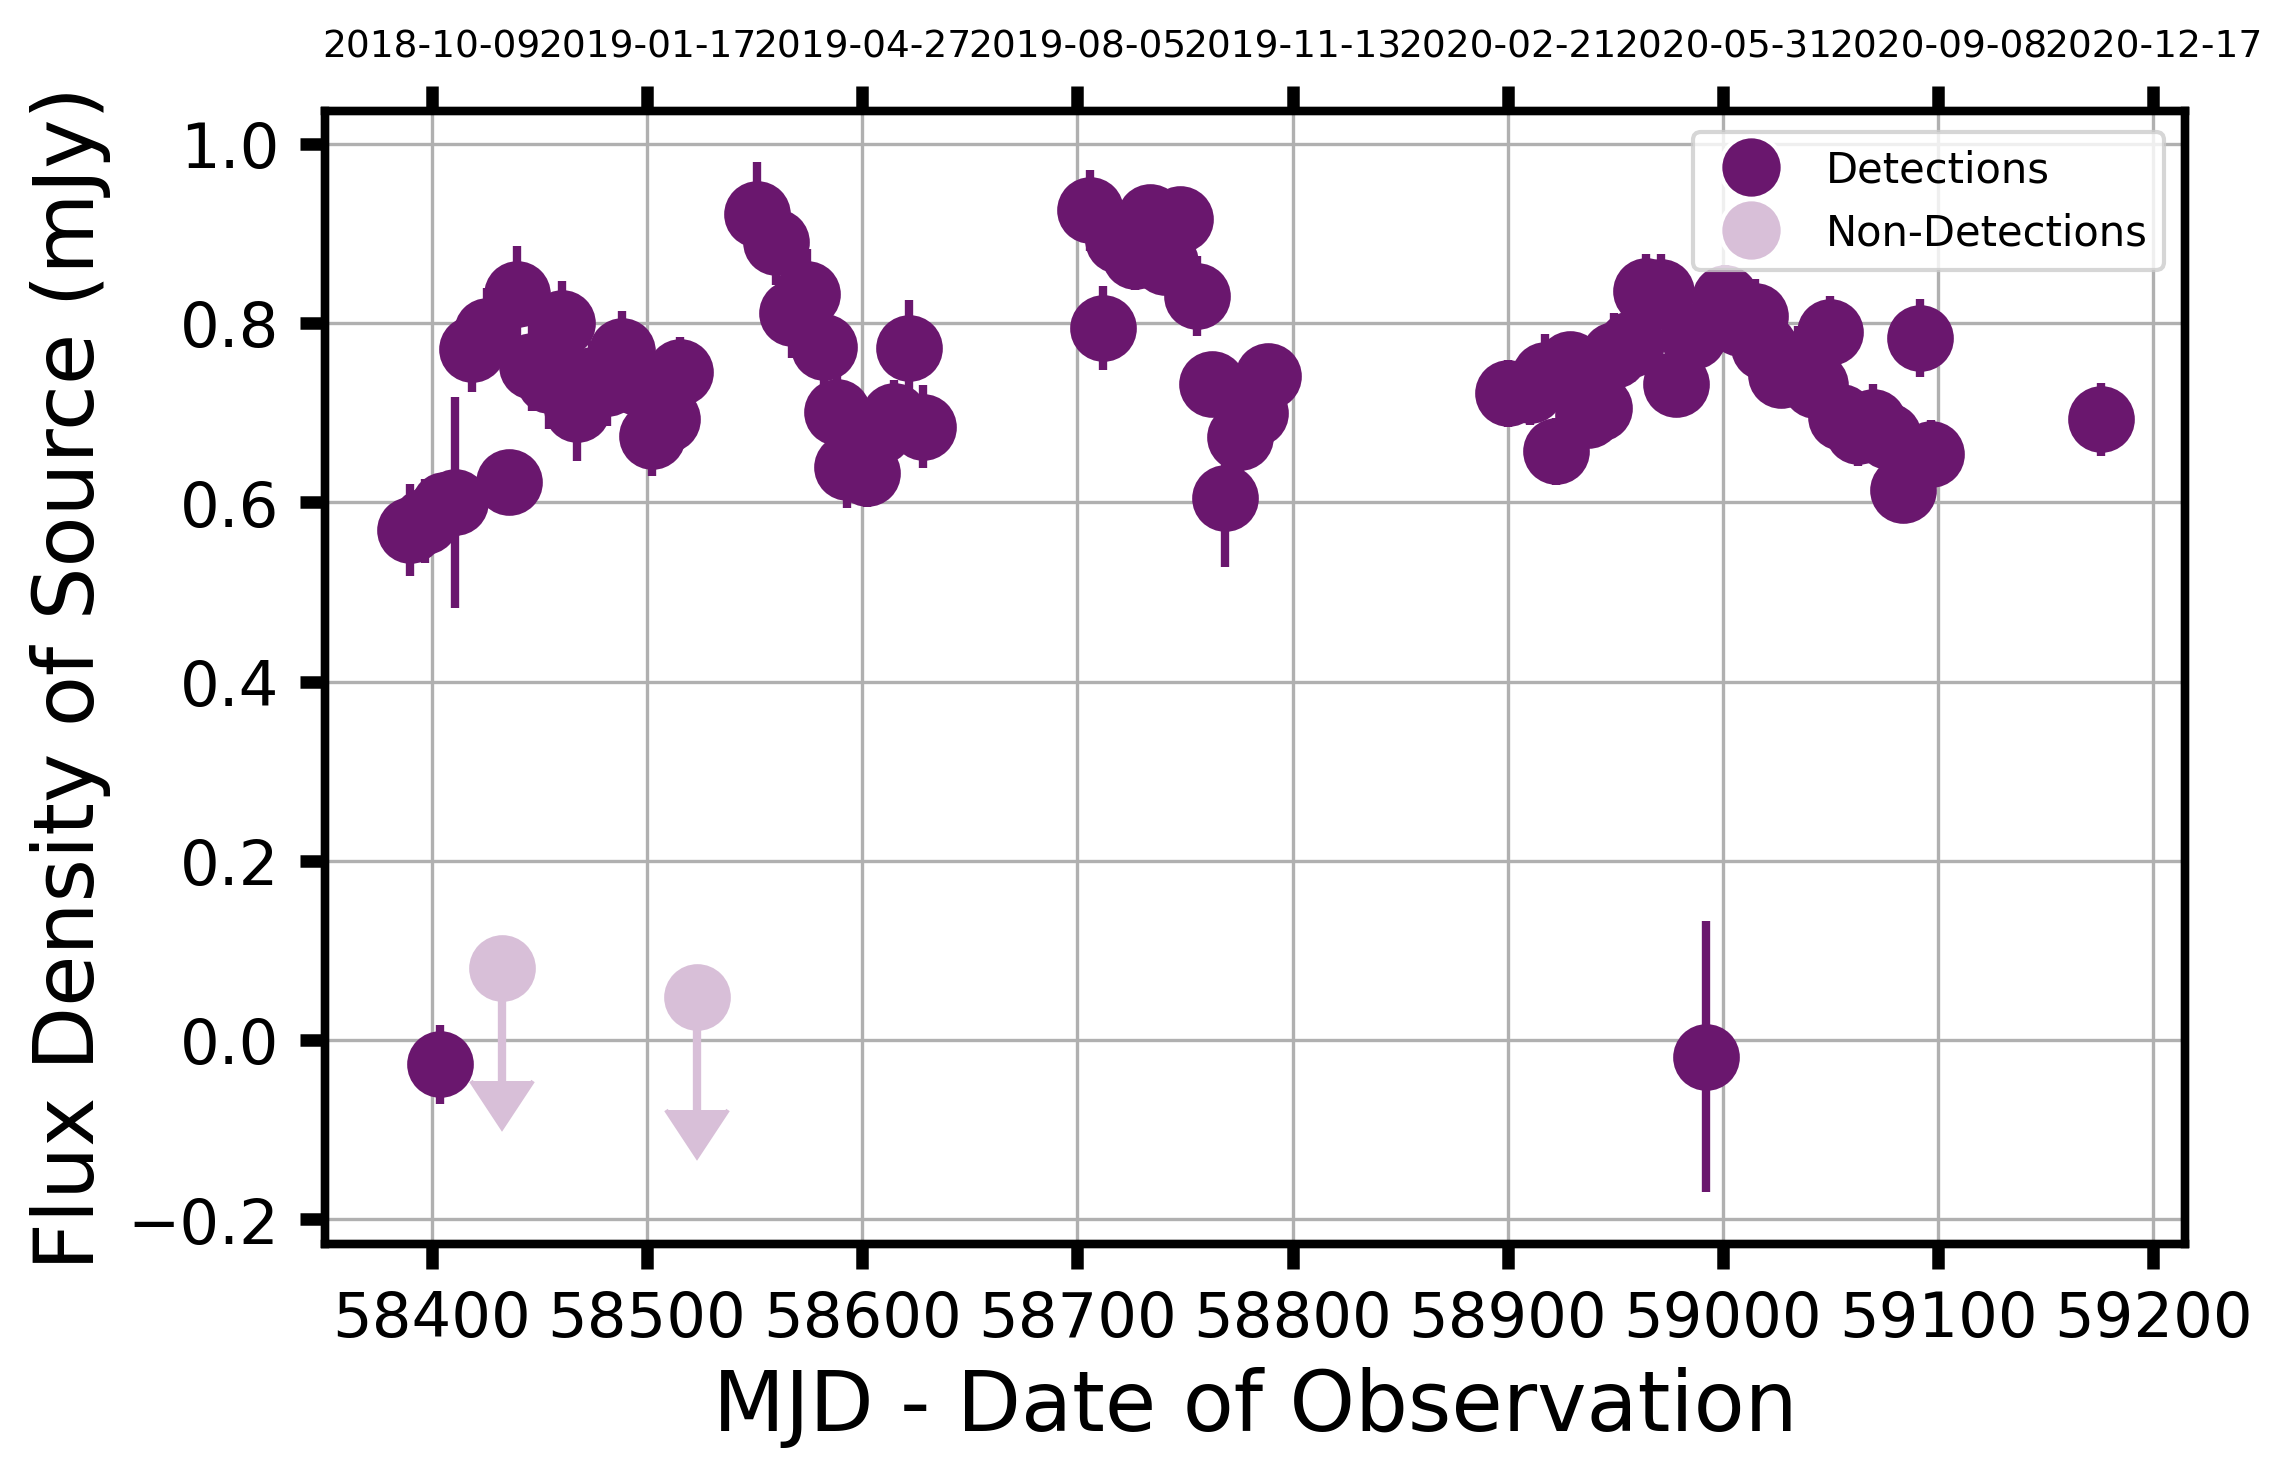 2018-10-09 2019-01-17 2019-04-27 2019-08-05 2019-11-13 2020-02-21 2020-05-31 2020-09-08 2020-12-17
Flux Density of Source (mJy)
1.0
0.8
0.6
0.4
0.2
0.0
−0.2
Detections
Non-Detections
58400 58500 58600 58700 58800 58900 59000 59100 59200
MJD - Date of Observation